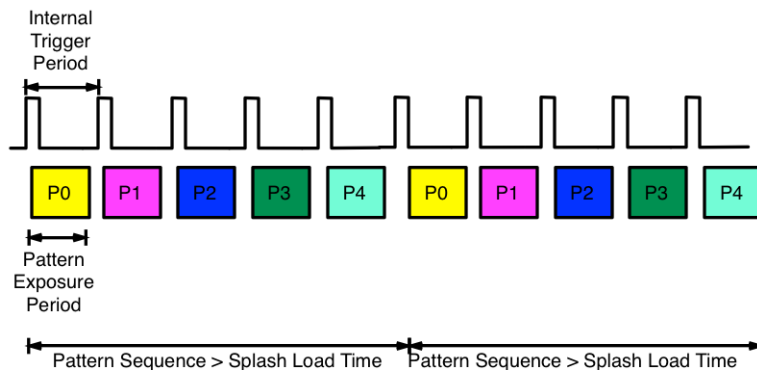 Internal
Trigger
Period
P0 P1 P2 P3 P4 P0 P1 P2 P3 P4
Pattern
Exposure
Period
Pattern Sequence > Splash Load Time Pattern Sequence > Splash Load Time